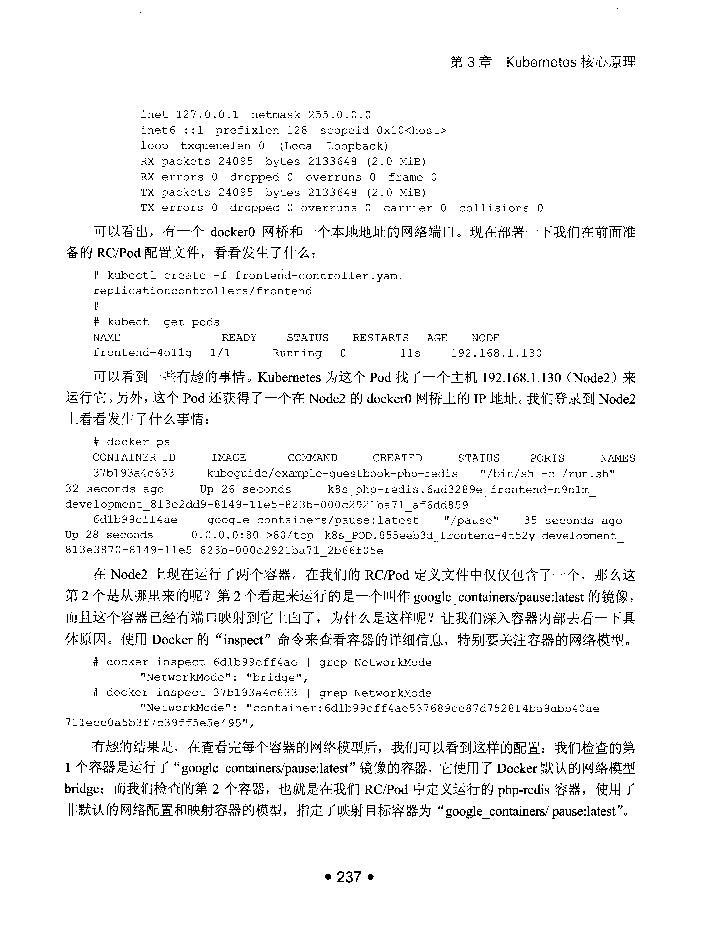 第 3 章 Kubernetes 核心原理
inet 127.0.0.1 netmask 255.0.0.0
inet6 ::1 prefixlen 128 scopeid 0x10<host>
loop txqueuelen 0 (Local Loopback)
RX packets 24095 bytes 2133648 (2.0 MiB)
RX errors 0 dropped 0 overruns 0 frame 0
TX packets 24095 bytes 2133648 (2.0 MiB)
TX errors 0 dropped 0 overruns 0 carrier 0 collisions 0
可以看出，有一个 docker0 网桥和一个本地地址的网络端口。现在部署一下我们在前面准
备的 RC/Pod 配置文件，看看发生了什么：
# kubectl create -f frontend-controller.yaml
replicationcontrollers/frontend
#
# kubectl get pods
NAME READY STATUS RESTARTS AGE NODE
frontend-4o11g 1/1 Running 0 11s 192.168.1.130
可以看到一些有趣的事情。Kubernetes 为这个 Pod 找了一个主机 192.168.1.130（Node2）来
运行它。另外，这个 Pod 还获得了一个在 Node2 的 docker0 网桥上的 IP 地址。我们登录到 Node2
上看看发生了什么事情：
# docker ps
CONTAINER ID IMAGE COMMAND CREATED STATUS PORTS NAMES
37b193a4c633 kubeguide/example-guestbook-php-redis "/bin/sh -c /run.sh"
32 seconds ago Up 26 seconds k8s_php-redis.6ad3289e_frontend-n9n1m_
development_813e2dd9-8149-11e5-823b-000c2921ba71_af6dd859
6d1b99cff4ae google_containers/pause:latest "/pause" 35 seconds ago
Up 28 seconds 0.0.0.0:80->80/tcp k8s_POD.855eeb3d_frontend-4t52y_development_
813e3870-8149-11e5-823b-000c2921ba71_2b66f05e
在 Node2 上现在运行了两个容器，在我们的 RC/Pod 定义文件中仅仅包含了一个，那么这
第 2 个是从哪里来的呢？第 2 个看起来运行的是一个叫作 google_containers/pause:latest 的镜像，
而且这个容器已经有端口映射到它上面了，为什么是这样呢？让我们深入容器内部去看一下具
体原因。使用 Docker 的“inspect”命令来查看容器的详细信息，特别要关注容器的网络模型。
# docker inspect 6d1b99cff4ae | grep NetworkMode
"NetworkMode": "bridge",
# docker inspect 37b193a4c633 | grep NetworkMode
"NetworkMode": "container:6d1b99cff4ae537689ce87d752814ba9abb40ae
711ecc0a5b3f7c39ff5e5e495",
有趣的结果是，在查看完每个容器的网络模型后，我们可以看到这样的配置：我们检查的第
1 个容器是运行了“google_containers/pause:latest”镜像的容器，它使用了 Docker 默认的网络模型
bridge；而我们检查的第 2 个容器，也就是在我们 RC/Pod 中定义运行的 php-redis 容器，使用了
非默认的网络配置和映射容器的模型，指定了映射目标容器为“google_containers/ pause:latest”。
• 237 •